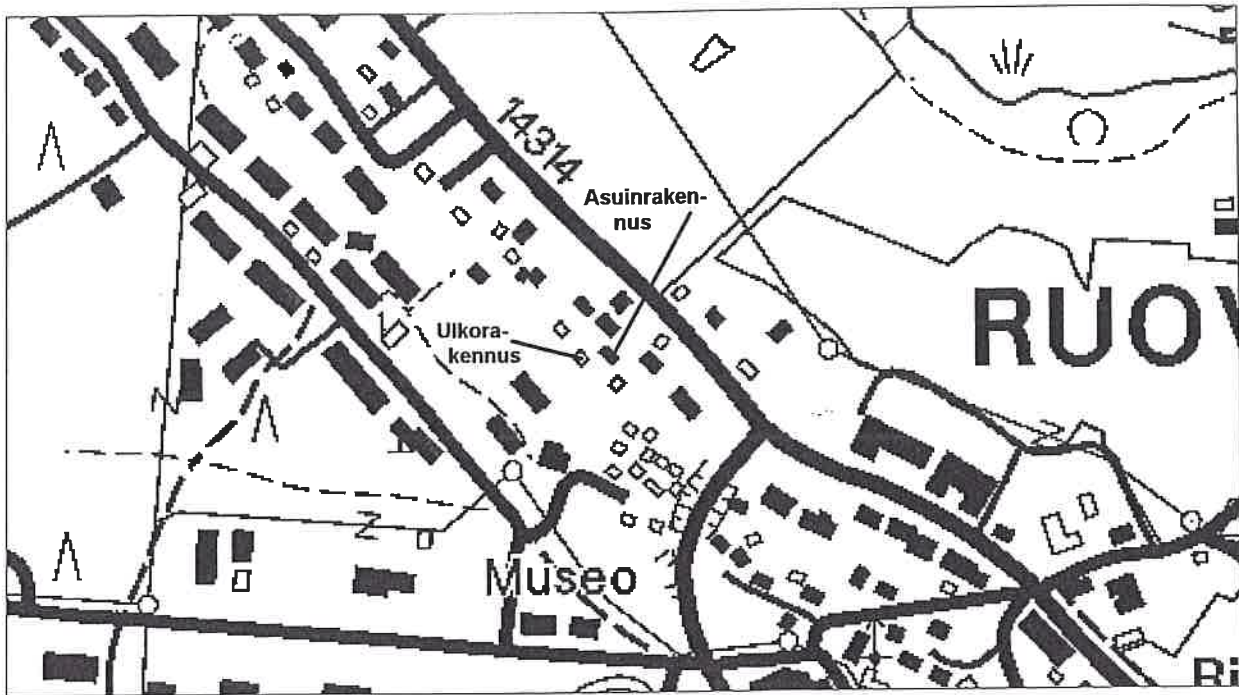 14314
Asuinraken-
nus
RUOV
Ulkora-
kennus
Museo
Ri